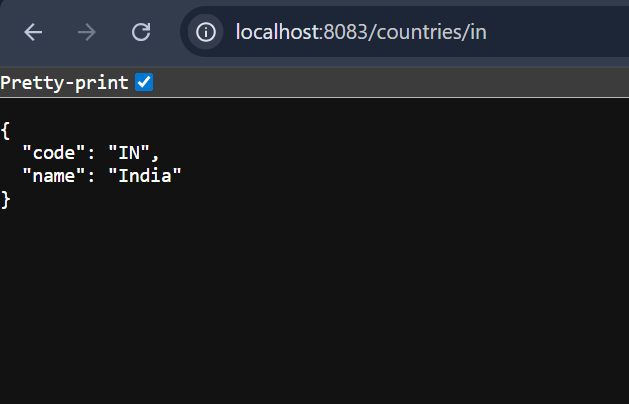 localhost:8083/countries/in
Pretty-print
{
  "code": "IN",
  "name": "India"
}